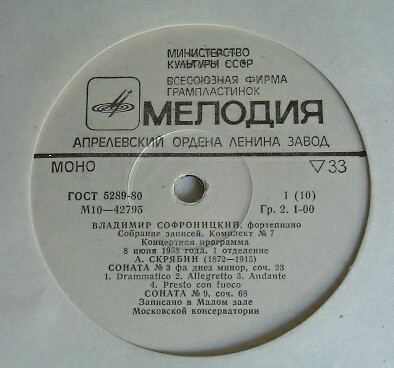 МИНИСТЕРСТВО
КУЛЬТУРЫ СССР
ВСЕСОЮЗНАЯ ФИРМА
ГРАМПЛАСТИНОК
МЕЛОДИЯ
АПРЕЛЕВСКИЙ ОРДЕНА ЛЕНИНА ЗАВОД
МОНО ▽33
ГОСТ 5289-80 1 (10)
М10—42795 Гр. 2. 1-00
ВЛАДИМИР СОФРОНИЦКИЙ, фортепиано
Собрание записей. Комплект № 7
Концертная программа
8 июня 1958 года. 1 отделение
А. СКРЯБИН (1872—1915)
СОНАТА № 3 фа диез минор, соч. 23
1. Drammatico 2. Allegretto 3. Andante
4. Presto con fuoco
СОНАТА № 9, соч. 68
Записано в Малом зале
Московской консерватории